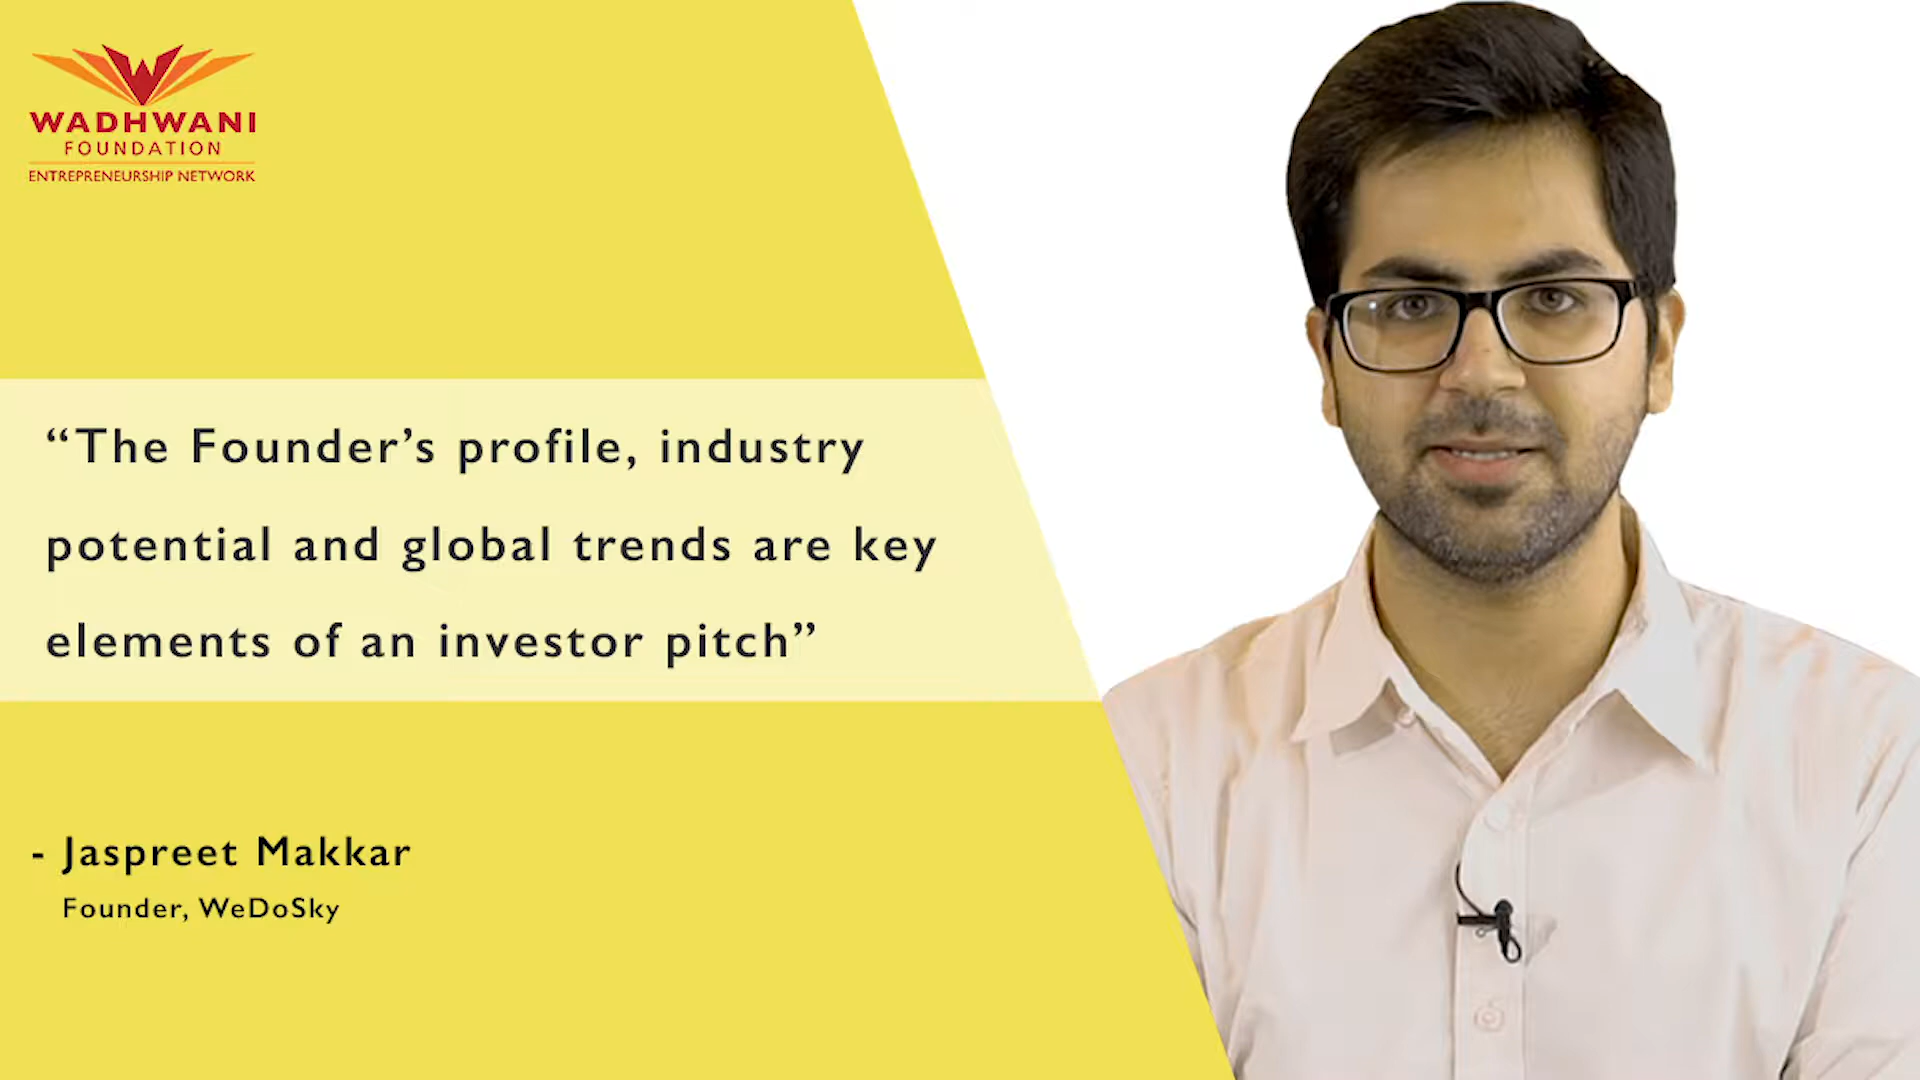 WADHWANI
FOUNDATION
ENTREPRENEURSHIP NETWORK
“The Founder’s profile, industry
potential and global trends are key
elements of an investor pitch”
- Jaspreet Makkar
Founder, WeDoSky